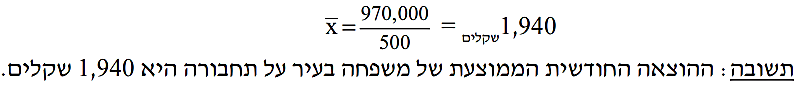 x̄ = 970,000 / 500 = 1,940 שקלים
תשובה: ההוצאה החודשית הממוצעת של משפחה בעיר על תחבורה היא 1,940 שקלים.